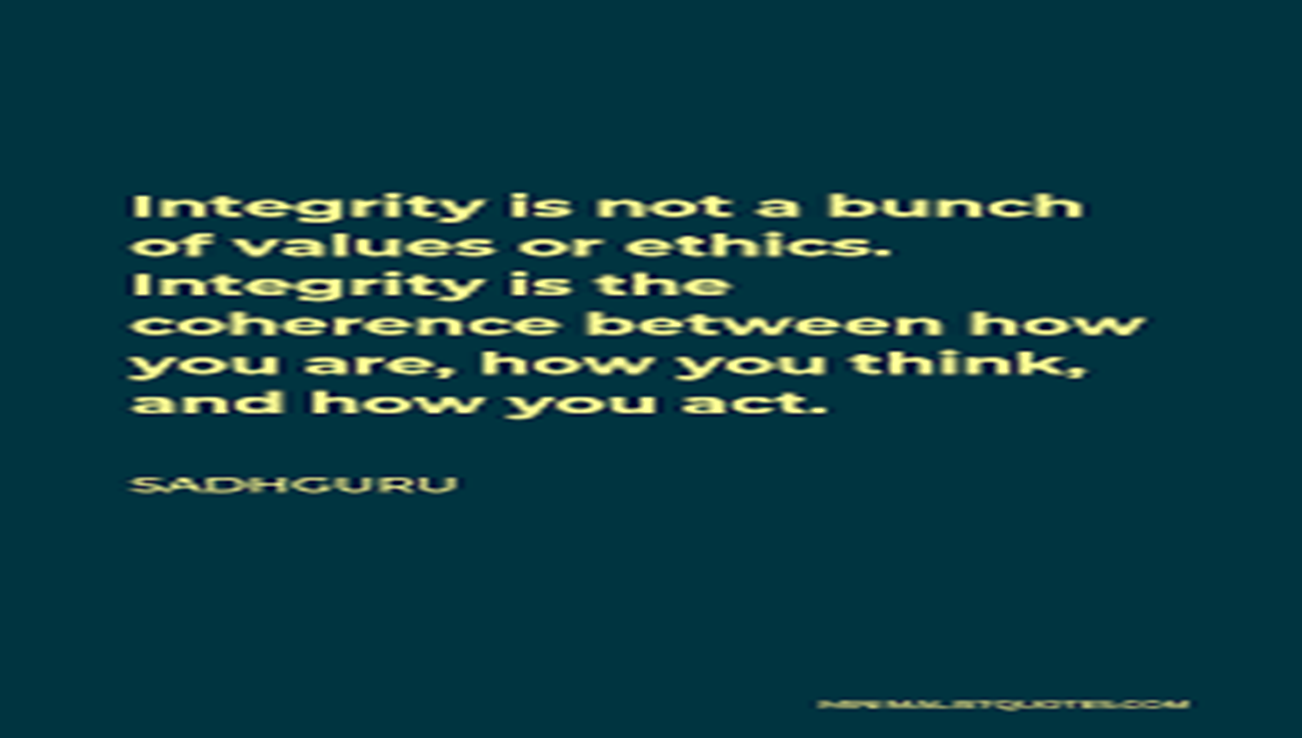 Integrity is not a bunch
of values or ethics.
Integrity is the
coherence between how
you are, how you think,
and how you act.
SADHGURU
MINIMALISTQUOTES.COM